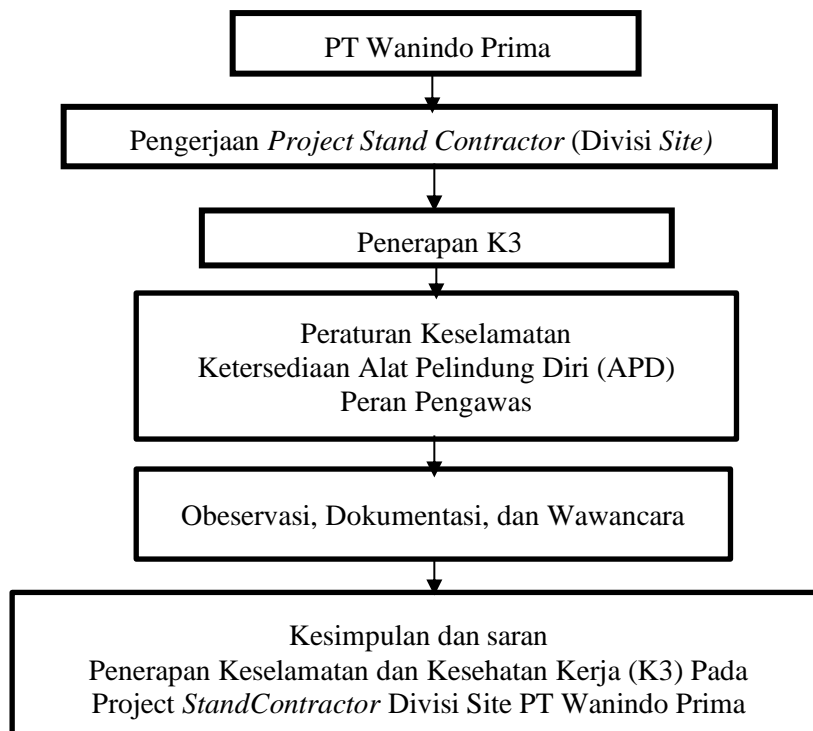 PT Wanindo Prima
Pengerjaan Project Stand Contractor (Divisi Site)
Penerapan K3
Peraturan Keselamatan
Ketersediaan Alat Pelindung Diri (APD)
Peran Pengawas
Obeservasi, Dokumentasi, dan Wawancara
Kesimpulan dan saran
Penerapan Keselamatan dan Kesehatan Kerja (K3) Pada
Project StandContractor Divisi Site PT Wanindo Prima